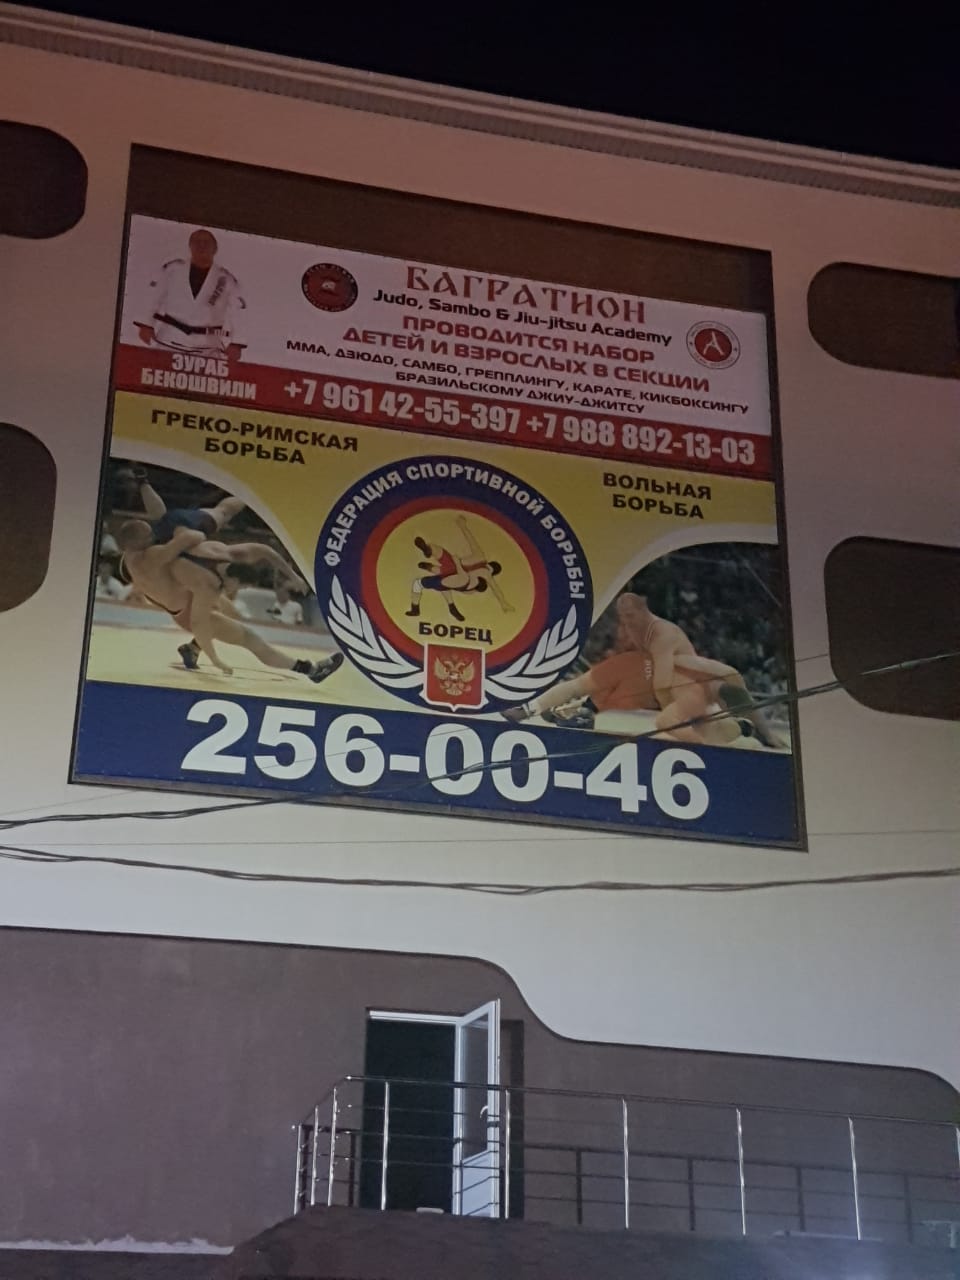 БАГРАТИОН
Judo, Sambo & Jiu-jitsu Academy
ПРОВОДИТСЯ НАБОР
ДЕТЕЙ И ВЗРОСЛЫХ В СЕКЦИИ
ММА, ДЗЮДО, САМБО, ГРЕППЛИНГУ, КАРАТЕ, КИКБОКСИНГУ
БРАЗИЛЬСКОМУ ДЖИУ-ДЖИТСУ
ЗУРАБ
БЕКОШВИЛИ
+7 961 42-55-397 +7 988 892-13-03
ГРЕКО-РИМСКАЯ
БОРЬБА
ФЕДЕРАЦИЯ СПОРТИВНОЙ БОРЬБЫ
БОРЕЦ
ВОЛЬНАЯ
БОРЬБА
256-00-46